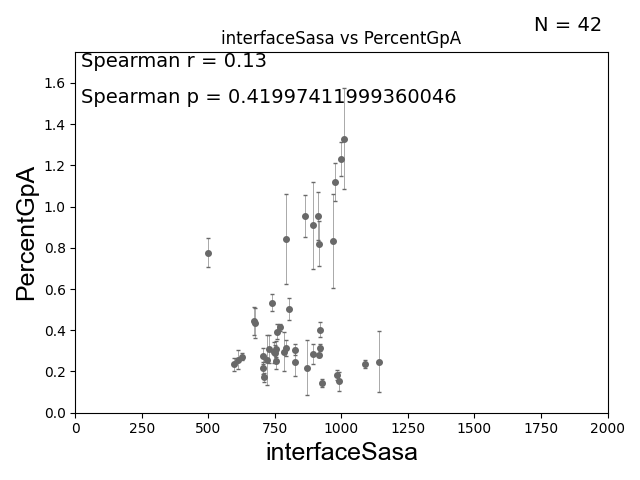 N = 42
interfaceSasa vs PercentGpA
Spearman r = 0.13
Spearman p = 0.41997411999360046
PercentGpA
1.6
1.4
1.2
1.0
0.8
0.6
0.4
0.2
0.0
0 250 500 750 1000 1250 1500 1750 2000
interfaceSasa